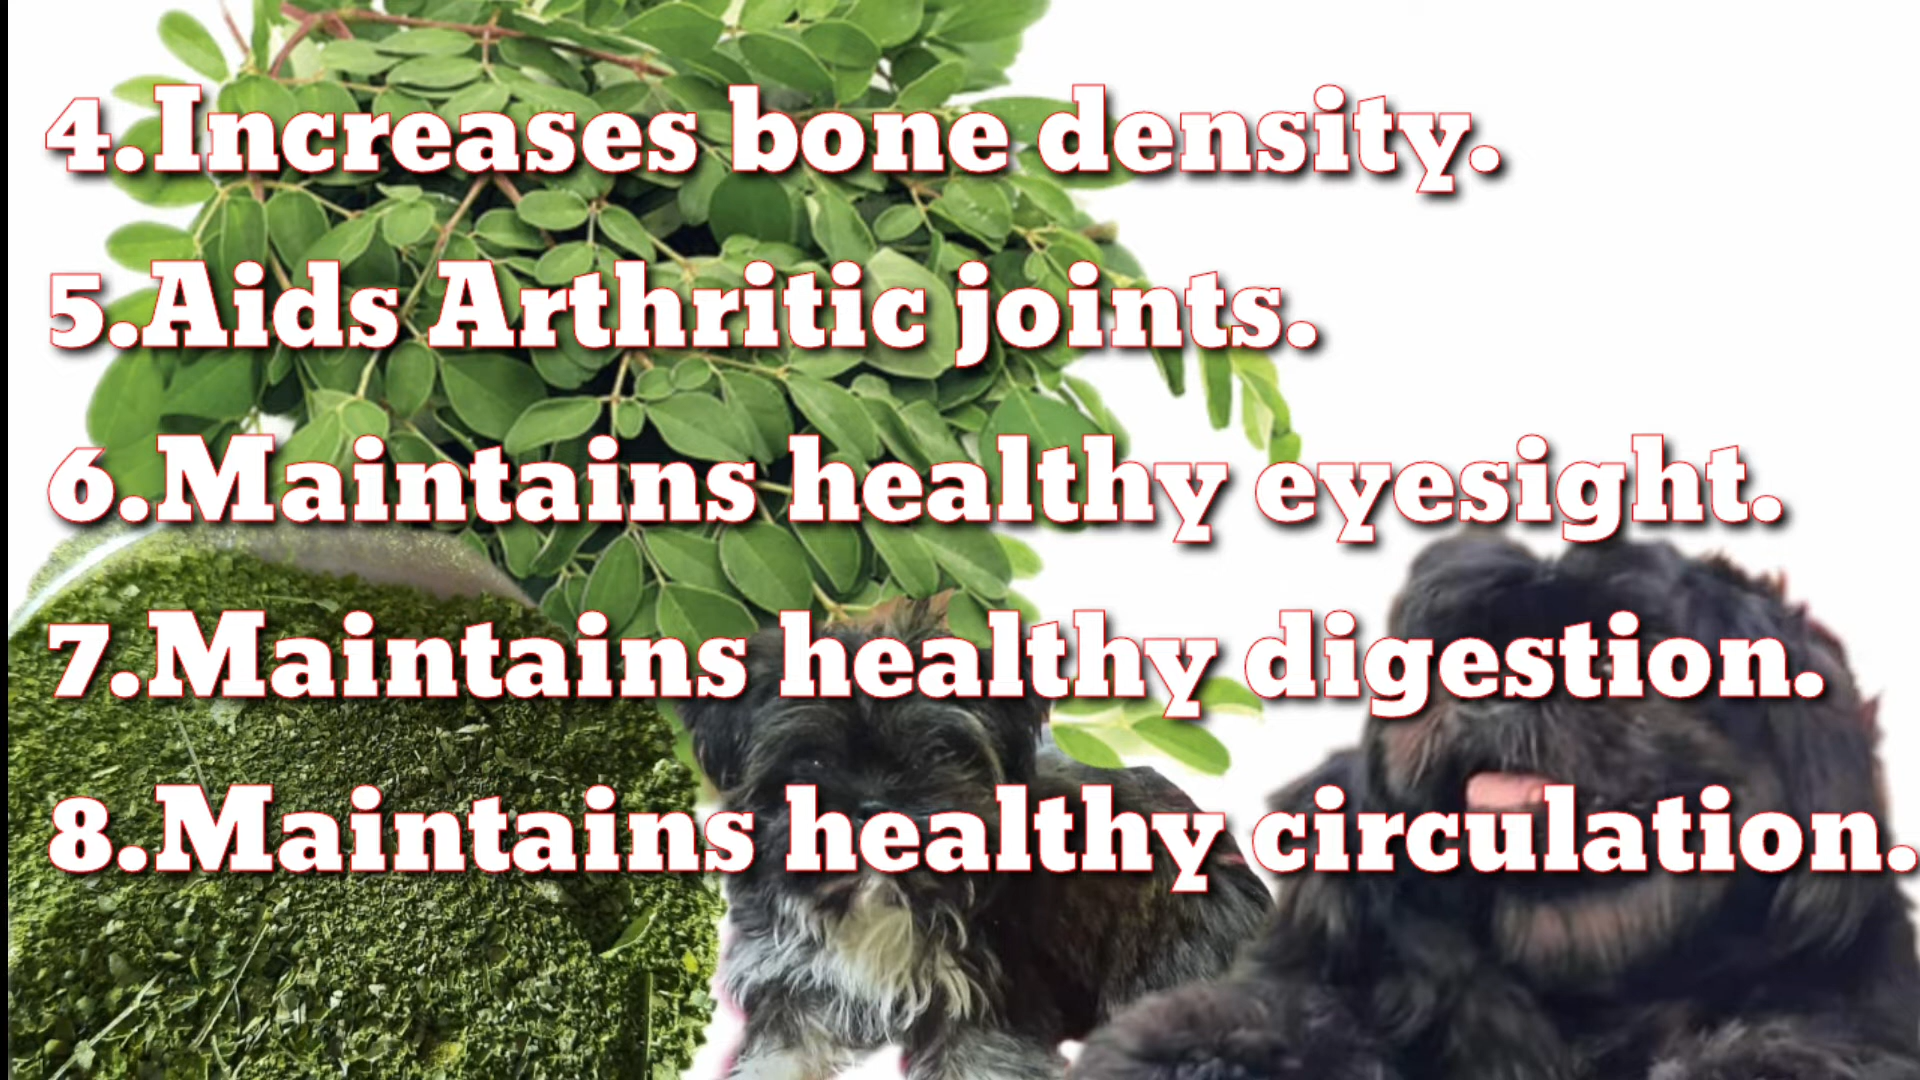 4.Increases bone density.
5.Aids Arthritic joints.
6.Maintains healthy eyesight.
7.Maintains healthy digestion.
8.Maintains healthy circulation.